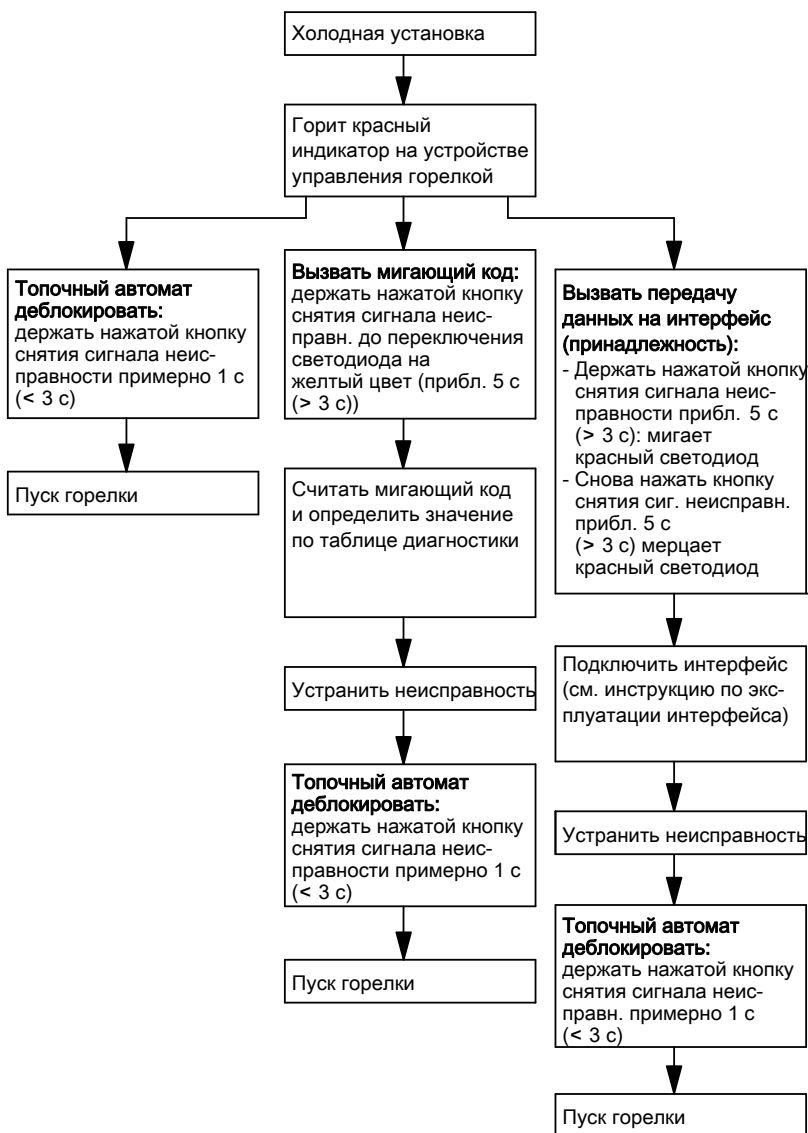 Холодная установка
Горит красный
индикатор на устройстве
управления горелкой
Топочный автомат
деблокировать:
держать нажатой кнопку
снятия сигнала неис-
правности примерно 1 с
(< 3 с)
Пуск горелки
Вызвать мигающий код:
держать нажатой кнопку
снятия сигнала неис-
правн. до переключения
светодиода на
желтый цвет (прибл. 5 с
(> 3 с))
Считать мигающий код
и определить значение
по таблице диагностики
Устранить неисправность
Топочный автомат
деблокировать:
держать нажатой кнопку
снятия сигнала неис-
правности примерно 1 с
(< 3 с)
Пуск горелки
Вызвать передачу
данных на интерфейс
(принадлежность):
- Держать нажатой кнопку
снятия сигнала неис-
правности прибл. 5 с
(> 3 с): мигает
красный светодиод
- Снова нажать кнопку
снятия сиг. неисправн.
прибл. 5 с
(> 3 с) мерцает
красный светодиод
Подключить интерфейс
(см. инструкцию по экс-
плуатации интерфейса)
Устранить неисправность
Топочный автомат
деблокировать:
держать нажатой кнопку
снятия сигнала неис-
правн. примерно 1 с
(< 3 с)
Пуск горелки